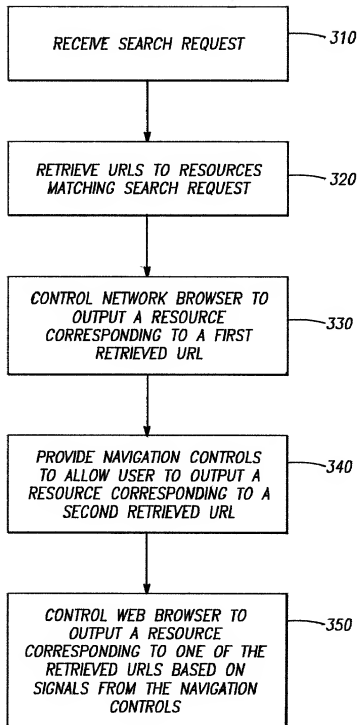 RECEIVE SEARCH REQUEST
310
RETRIEVE URLS TO RESOURCES
MATCHING SEARCH REQUEST
320
CONTROL NETWORK BROWSER TO
OUTPUT A RESOURCE
CORRESPONDING TO A FIRST
RETRIEVED URL
330
PROVIDE NAVIGATION CONTROLS
TO ALLOW USER TO OUTPUT A
RESOURCE CORRESPONDING TO A
SECOND RETRIEVED URL
340
CONTROL WEB BROWSER TO
OUTPUT A RESOURCE
CORRESPONDING TO ONE OF THE
RETRIEVED URLS BASED ON
SIGNALS FROM THE NAVIGATION
CONTROLS
350